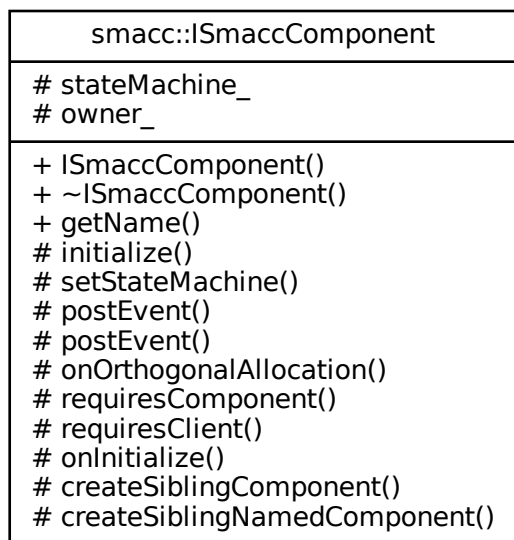 smacc::ISmaccComponent
# stateMachine_
# owner_
+ ISmaccComponent()
+ ~ISmaccComponent()
+ getName()
# initialize()
# setStateMachine()
# postEvent()
# postEvent()
# onOrthogonalAllocation()
# requiresComponent()
# requiresClient()
# onInitialize()
# createSiblingComponent()
# createSiblingNamedComponent()